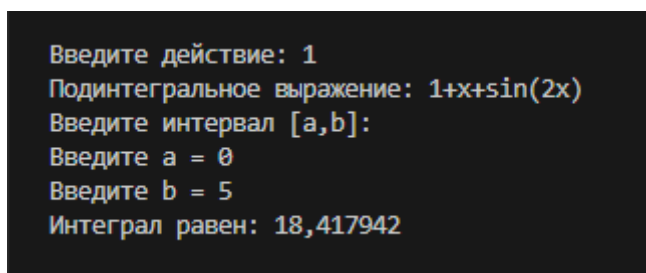 Введите действие: 1
Подинтегральное выражение: 1+x+sin(2x)
Введите интервал [a,b]:
Введите a = 0
Введите b = 5
Интеграл равен: 18,417942